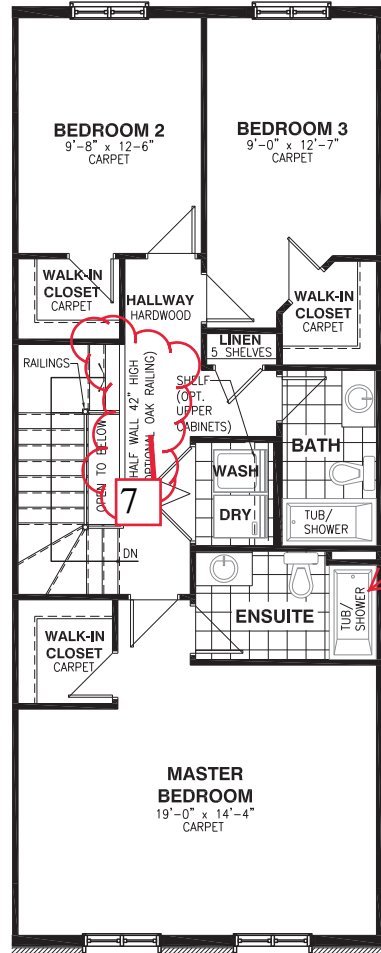 BEDROOM 2
9'-8" x 12-6"
CARPET
BEDROOM 3
9'-0" x 12'-7"
CARPET
WALK-IN
CLOSET
CARPET
HALLWAY
HARDWOOD
WALK-IN
CLOSET
CARPET
LINEN
5 SHELVES
RAILINGS
SHELF
(OPT.
UPPER
CABINETS)
OPEN TO BELOW
HALF WALL 42" HIGH
OPTIONAL OAK RAILING)
BATH
WASH
DRY
7
TUB/
SHOWER
DN
ENSUITE
TUB/
SHOWER
WALK-IN
CLOSET
CARPET
MASTER
BEDROOM
19'-0" x 14'-4"
CARPET